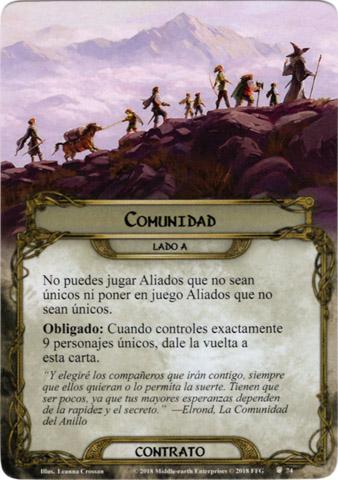 COMUNIDAD
LADO A
No puedes jugar Aliados que no sean
únicos ni poner en juego Aliados que no
sean únicos.
Obligado: Cuando controles exactamente
9 personajes únicos, dale la vuelta a
esta carta.
“Y elegiré los compañeros que irán contigo, siempre
que ellos quieran o lo permita la suerte. Tienen que
ser pocos, ya que tus mayores esperanzas dependen
de la rapidez y el secreto.” —Elrond, La Comunidad
del Anillo
CONTRATO
Illus. Leanna Crossan © 2018 Middle-earth Enterprises © 2018 FFG 74